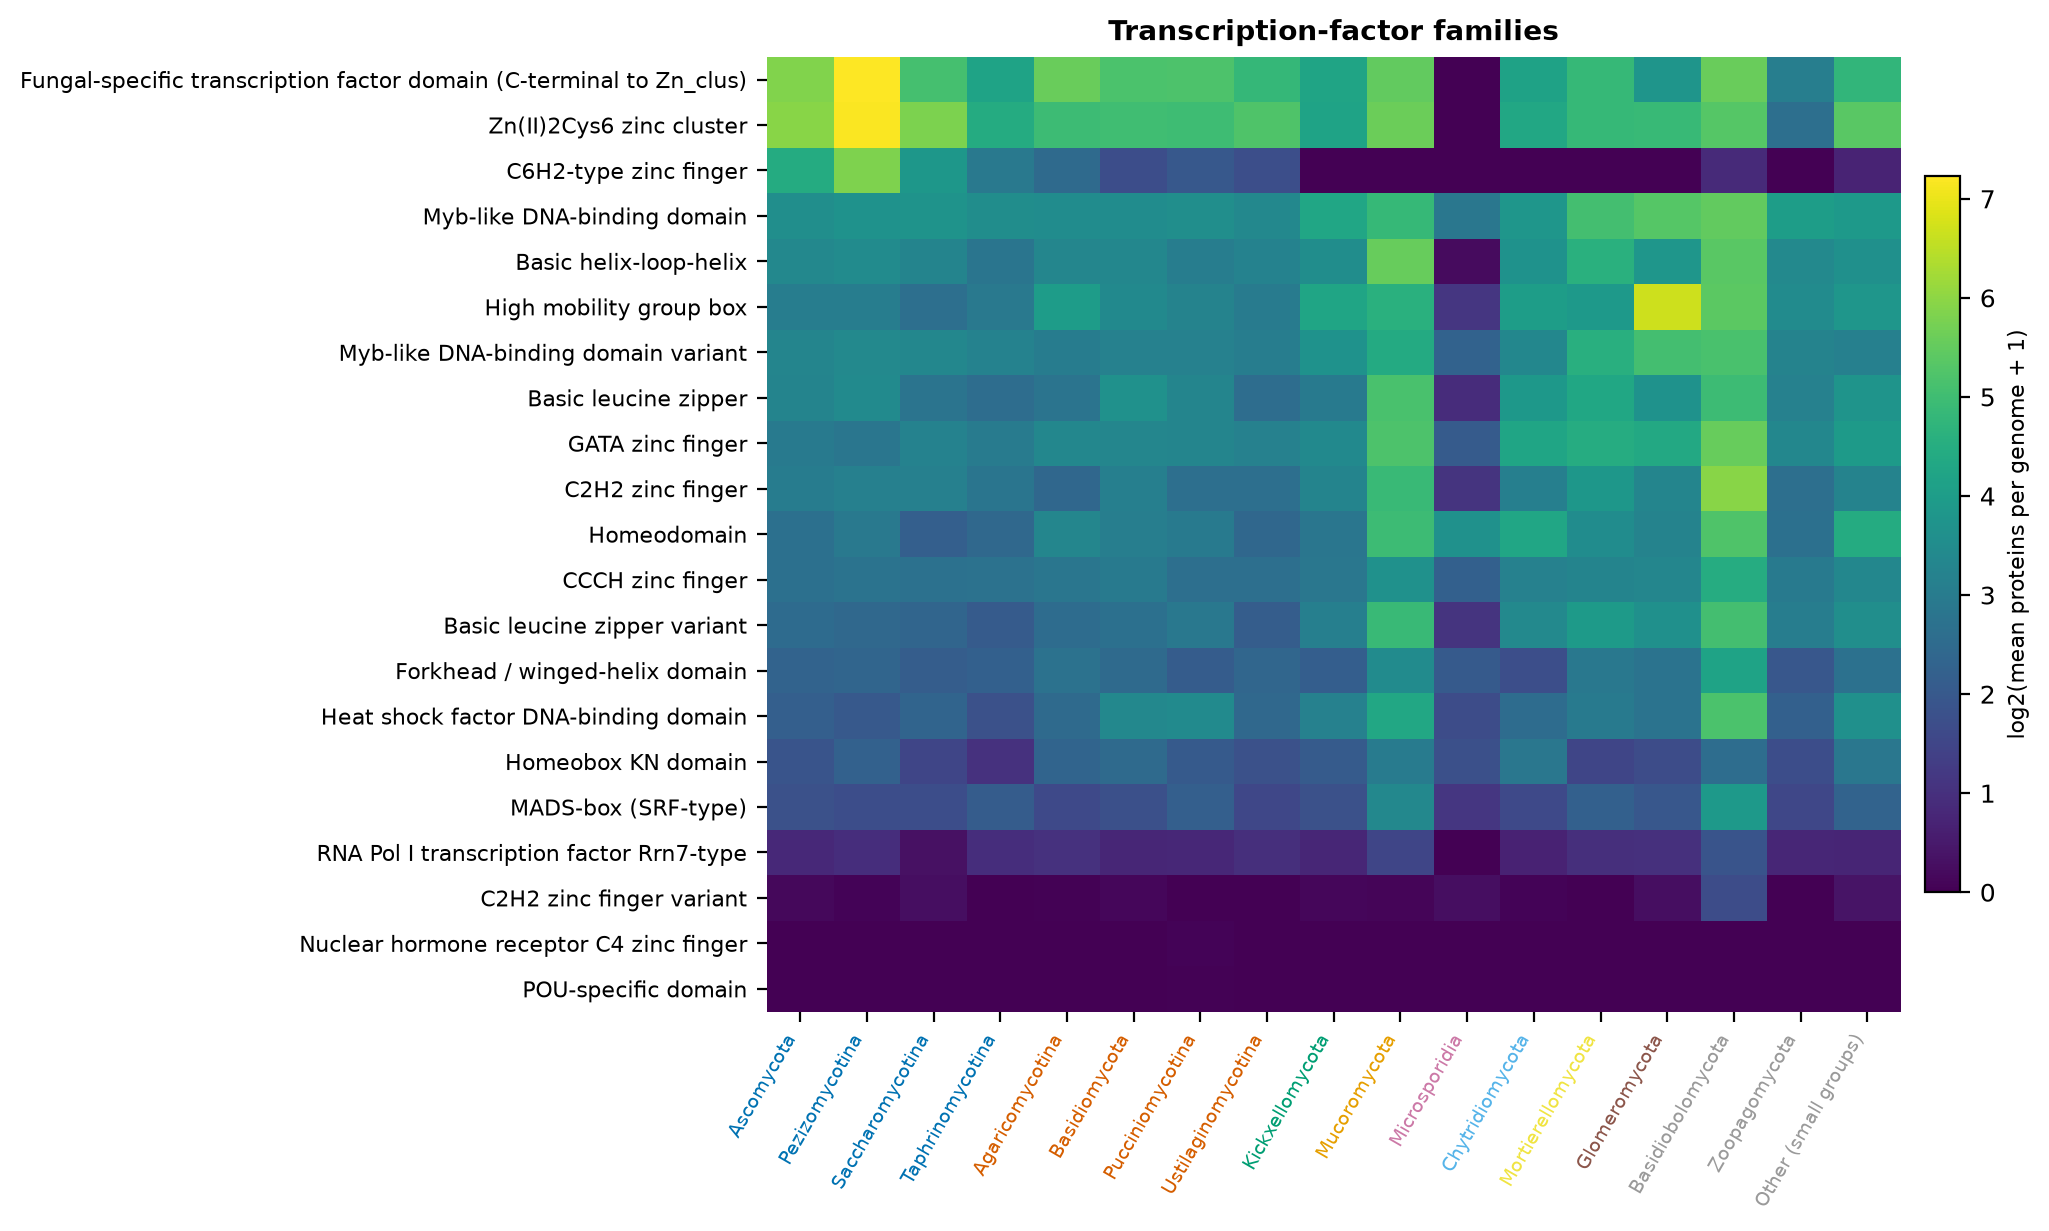 Transcription-factor families
Fungal-specific transcription factor domain (C-terminal to Zn_clus)
Zn(II)2Cys6 zinc cluster
C6H2-type zinc finger
Myb-like DNA-binding domain
Basic helix-loop-helix
High mobility group box
Myb-like DNA-binding domain variant
Basic leucine zipper
GATA zinc finger
C2H2 zinc finger
Homeodomain
CCCH zinc finger
Basic leucine zipper variant
Forkhead / winged-helix domain
Heat shock factor DNA-binding domain
Homeobox KN domain
MADS-box (SRF-type)
RNA Pol I transcription factor Rrn7-type
C2H2 zinc finger variant
Nuclear hormone receptor C4 zinc finger
POU-specific domain
Ascomycota
Pezizomycotina
Saccharomycotina
Taphrinomycotina
Agaricomycotina
Basidiomycota
Pucciniomycotina
Ustilaginomycotina
Kickxellomycota
Mucoromycota
Microsporidia
Chytridiomycota
Mortierellomycota
Glomeromycota
Basidiobolomycota
Zoopagomycota
Other (small groups)
7
6
5
4
3
2
1
0
log2(mean proteins per genome + 1)